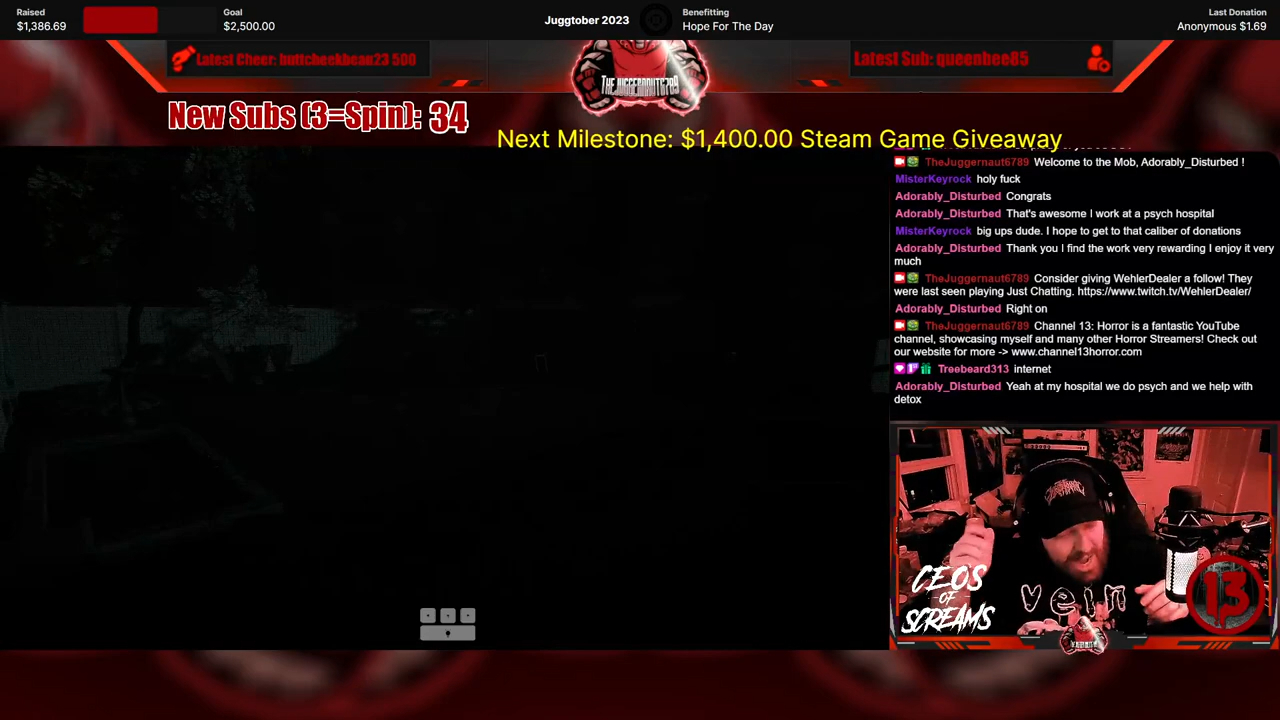 Raised
$1,386.69
Goal
$2,500.00
Juggtober 2023
Benefitting
Hope For The Day
Last Donation
Anonymous $1.69
Latest Cheer: buttcheekbean23 500
THEJUGGERNAUT6789
Latest Sub: queenbee85
New Subs (3=Spin): 34
Next Milestone: $1,400.00 Steam Game Giveaway
TheJuggernaut6789 Welcome to the Mob, Adorably_Disturbed !
MisterKeyrock holy fuck
Adorably_Disturbed Congrats
Adorably_Disturbed That's awesome I work at a psych hospital
MisterKeyrock big ups dude. I hope to get to that caliber of donations
Adorably_Disturbed Thank you I find the work very rewarding I enjoy it very
much
TheJuggernaut6789 Consider giving WehlerDealer a follow! They
were last seen playing Just Chatting. https://www.twitch.tv/WehlerDealer/
Adorably_Disturbed Right on
TheJuggernaut6789 Channel 13: Horror is a fantastic YouTube
channel, showcasing myself and many other Horror Streamers! Check out
our website for more -> www.channel13horror.com
Treebeard313 internet
Adorably_Disturbed Yeah at my hospital we do psych and we help with
detox
CEOS
OF
SCREAMS
vein
13